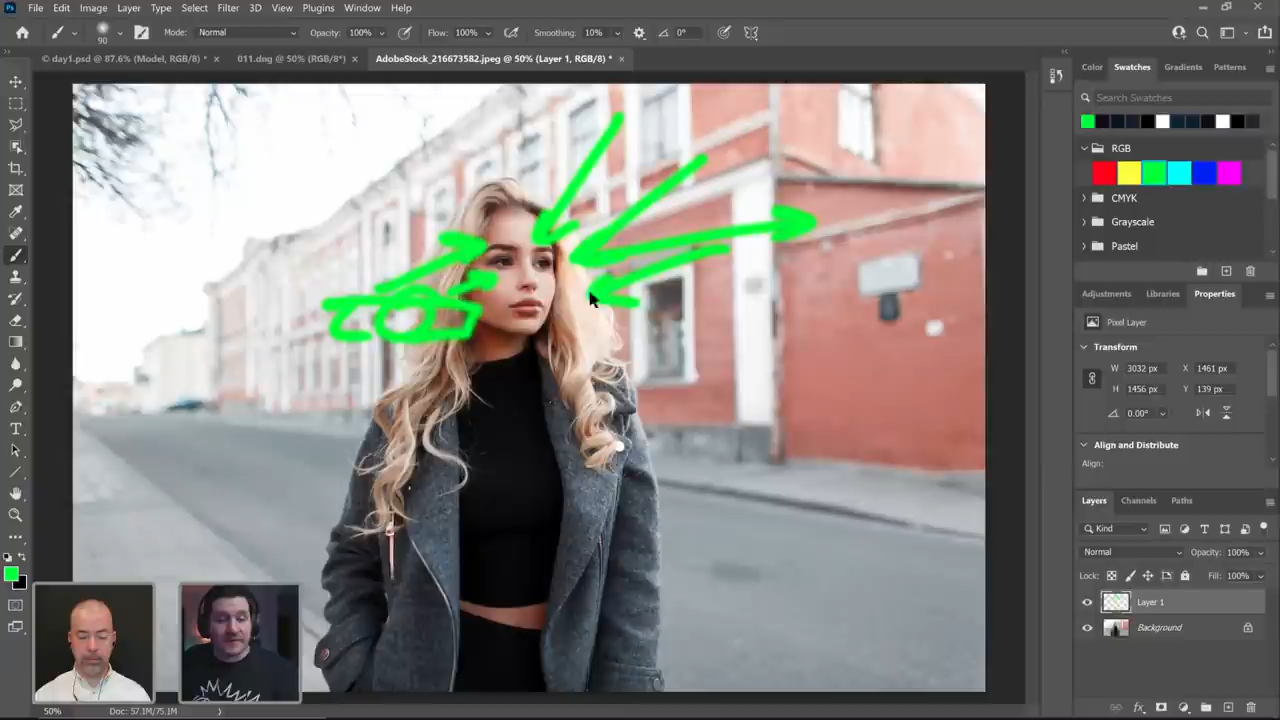 Ps File Edit Image Layer Type Select Filter 3D View Plugins Window Help
90 Mode: Normal Opacity: 100% Flow: 100% Smoothing: 10% 0°
© day1.psd @ 87.6% (Model, RGB/8) * × 011.dng @ 50% (RGB/8*) × AdobeStock_216673582.jpeg @ 50% (Layer 1, RGB/8) * ×
Color Swatches Gradients Patterns
Search Swatches
RGB
CMYK
Grayscale
Pastel
Adjustments Libraries Properties
Pixel Layer
Transform
W 3032 px X 1461 px
H 1456 px Y 139 px
0.00°
Align and Distribute
Align:
Layers Channels Paths
Kind
Normal Opacity: 100%
Lock: Fill: 100%
Layer 1
Background
50% Doc: 57.1M/75.1M